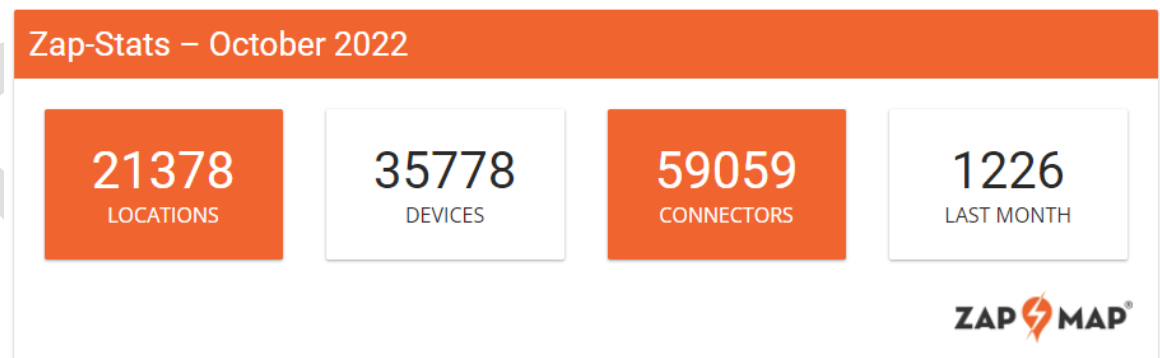 Zap-Stats – October 2022
21378
LOCATIONS
35778
DEVICES
59059
CONNECTORS
1226
LAST MONTH
ZAP MAP®